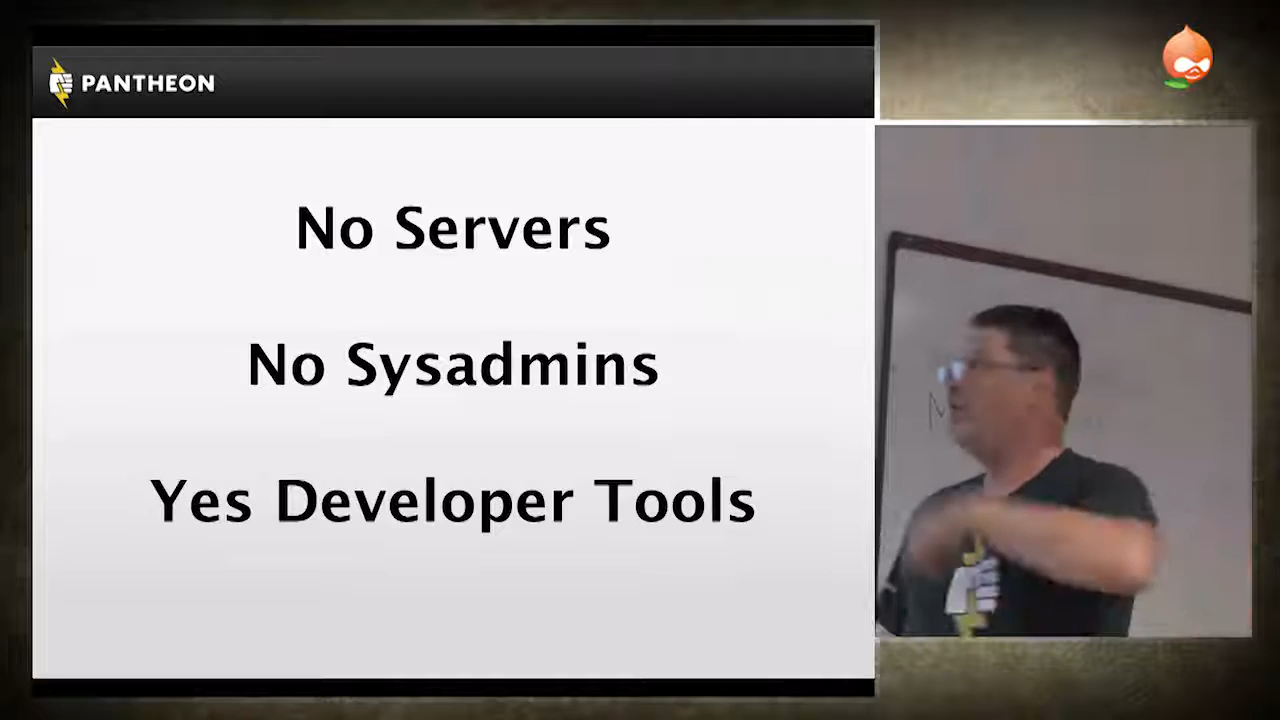 PANTHEON
No Servers
No Sysadmins
Yes Developer Tools